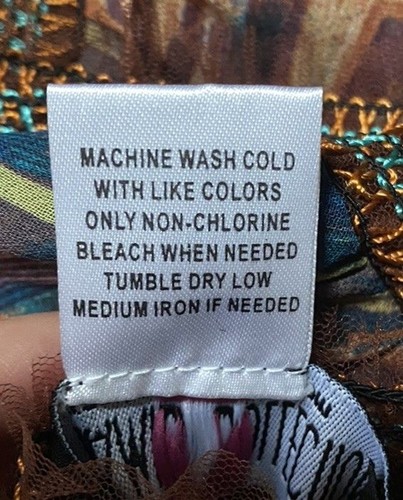 MACHINE WASH COLD
WITH LIKE COLORS
ONLY NON-CHLORINE
BLEACH WHEN NEEDED
TUMBLE DRY LOW
MEDIUM IRON IF NEEDED